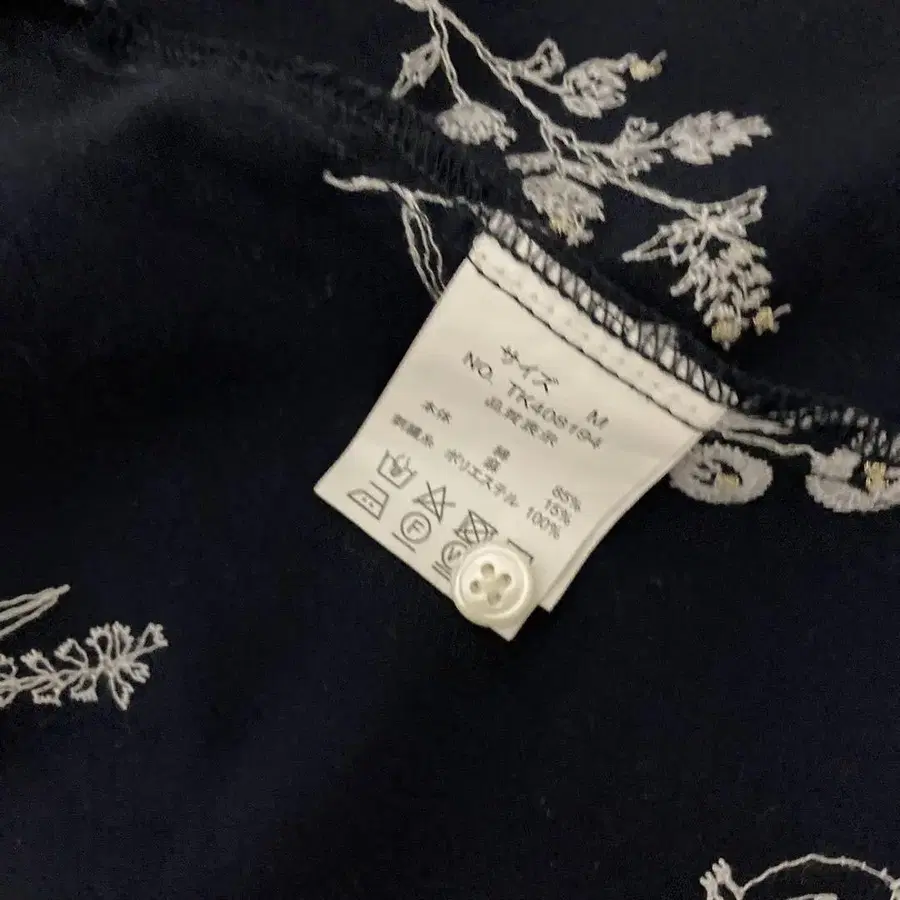 サイズ M
NO. TK408194
品質表示
本体 綿 85%
麻 15%
刺繍糸 ポリエステル 100%
F